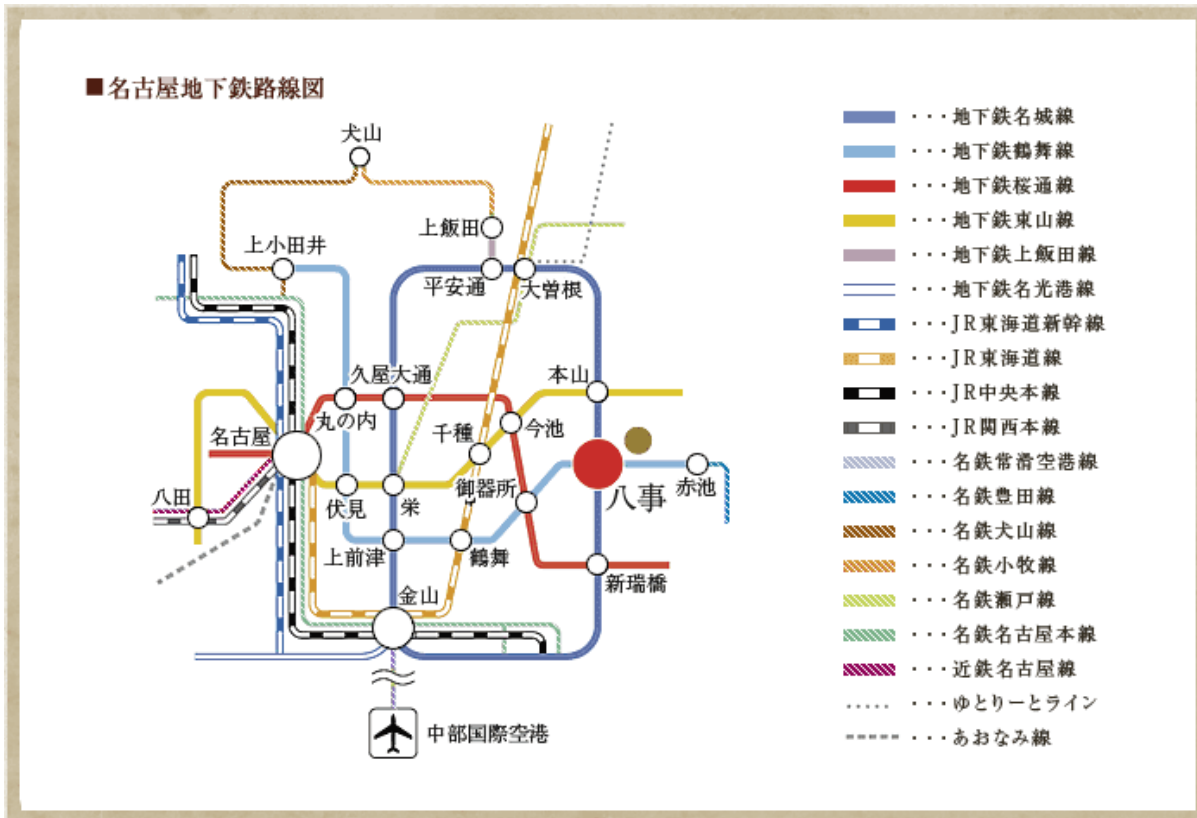 ■名古屋地下鉄路線図
犬山
上飯田
上小田井
平安通
大曽根
久屋大通
本山
丸の内
名古屋
千種
今池
八田
伏見
栄
御器所
八事
赤池
上前津
鶴舞
新瑞橋
金山
中部国際空港
・・・地下鉄名城線
・・・地下鉄鶴舞線
・・・地下鉄桜通線
・・・地下鉄東山線
・・・地下鉄上飯田線
・・・地下鉄名光港線
・・・JR東海道新幹線
・・・JR東海道線
・・・JR中央本線
・・・JR関西本線
・・・名鉄常滑空港線
・・・名鉄豊田線
・・・名鉄犬山線
・・・名鉄小牧線
・・・名鉄瀬戸線
・・・名鉄名古屋本線
・・・近鉄名古屋線
・・・ゆとりーとライン
・・・あおなみ線